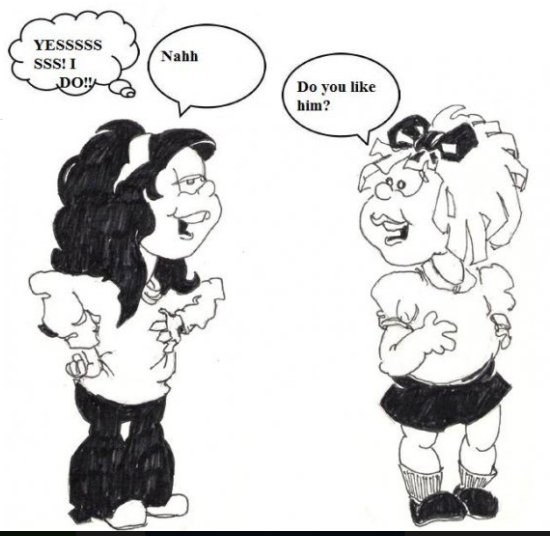 YESSSSS
SSS! I
DO!!/
Nahh
Do you like
him?